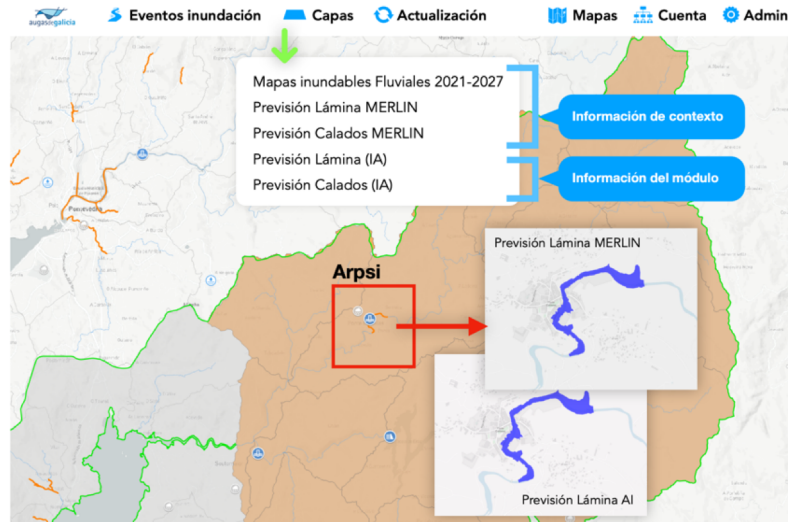 augasdegalicia
Eventos inundación
Capas
Actualización
Mapas
Cuenta
Admin
Mapas inundables Fluviales 2021-2027
Previsión Lámina MERLIN
Previsión Calados MERLIN
Previsión Lámina (IA)
Previsión Calados (IA)
Información de contexto
Información del módulo
Pontevedra
Arpsi
Previsión Lámina MERLIN
Previsión Lámina AI